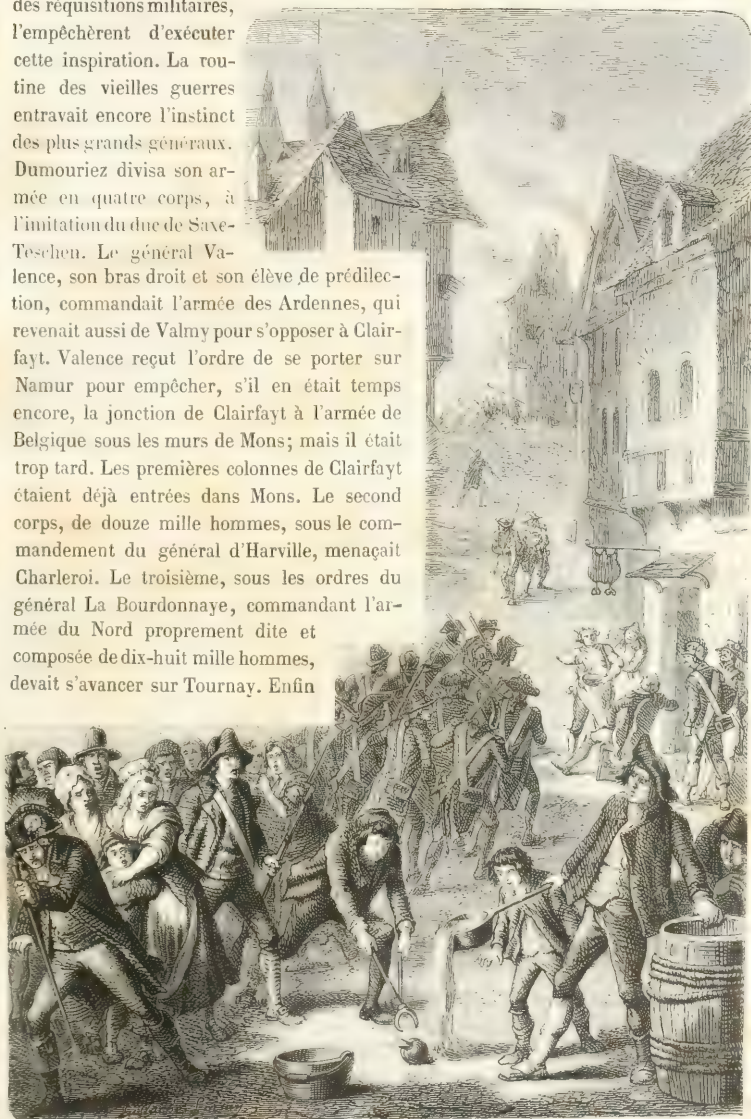 des réquisitions militaires,
l'empêchèrent d'exécuter
cette inspiration. La rou-
tine des vieilles guerres
entravait encore l'instinct
des plus grands généraux.
Dumouriez divisa son ar-
mée en quatre corps, à
l'imitation du duc de Saxe-
Teschen. Le général Va-
lence, son bras droit et son élève de prédilec-
tion, commandait l'armée des Ardennes, qui
revenait aussi de Valmy pour s'opposer à Clair-
fayt. Valence reçut l'ordre de se porter sur
Namur pour empêcher, s'il en était temps
encore, la jonction de Clairfayt à l'armée de
Belgique sous les murs de Mons; mais il était
trop tard. Les premières colonnes de Clairfayt
étaient déjà entrées dans Mons. Le second
corps, de douze mille hommes, sous le com-
mandement du général d'Harville, menaçait
Charleroi. Le troisième, sous les ordres du
général La Bourdonnaye, commandant l'ar-
mée du Nord proprement dite et
composée de dix-huit mille hommes,
devait s'avancer sur Tournay. Enfin